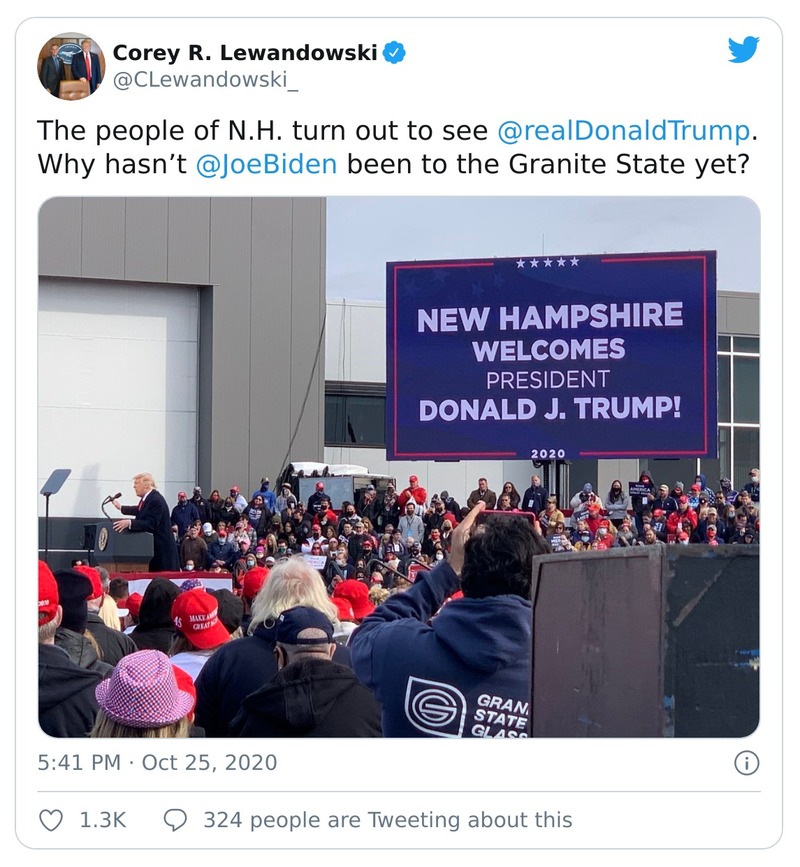 Corey R. Lewandowski
@CLewandowski_
The people of N.H. turn out to see @realDonaldTrump.
Why hasn’t @JoeBiden been to the Granite State yet?
NEW HAMPSHIRE
WELCOMES
PRESIDENT
DONALD J. TRUMP!
2020
MAKE A
GREAT
GRAN
STATE
GLASS
5:41 PM · Oct 25, 2020
1.3K
324 people are Tweeting about this